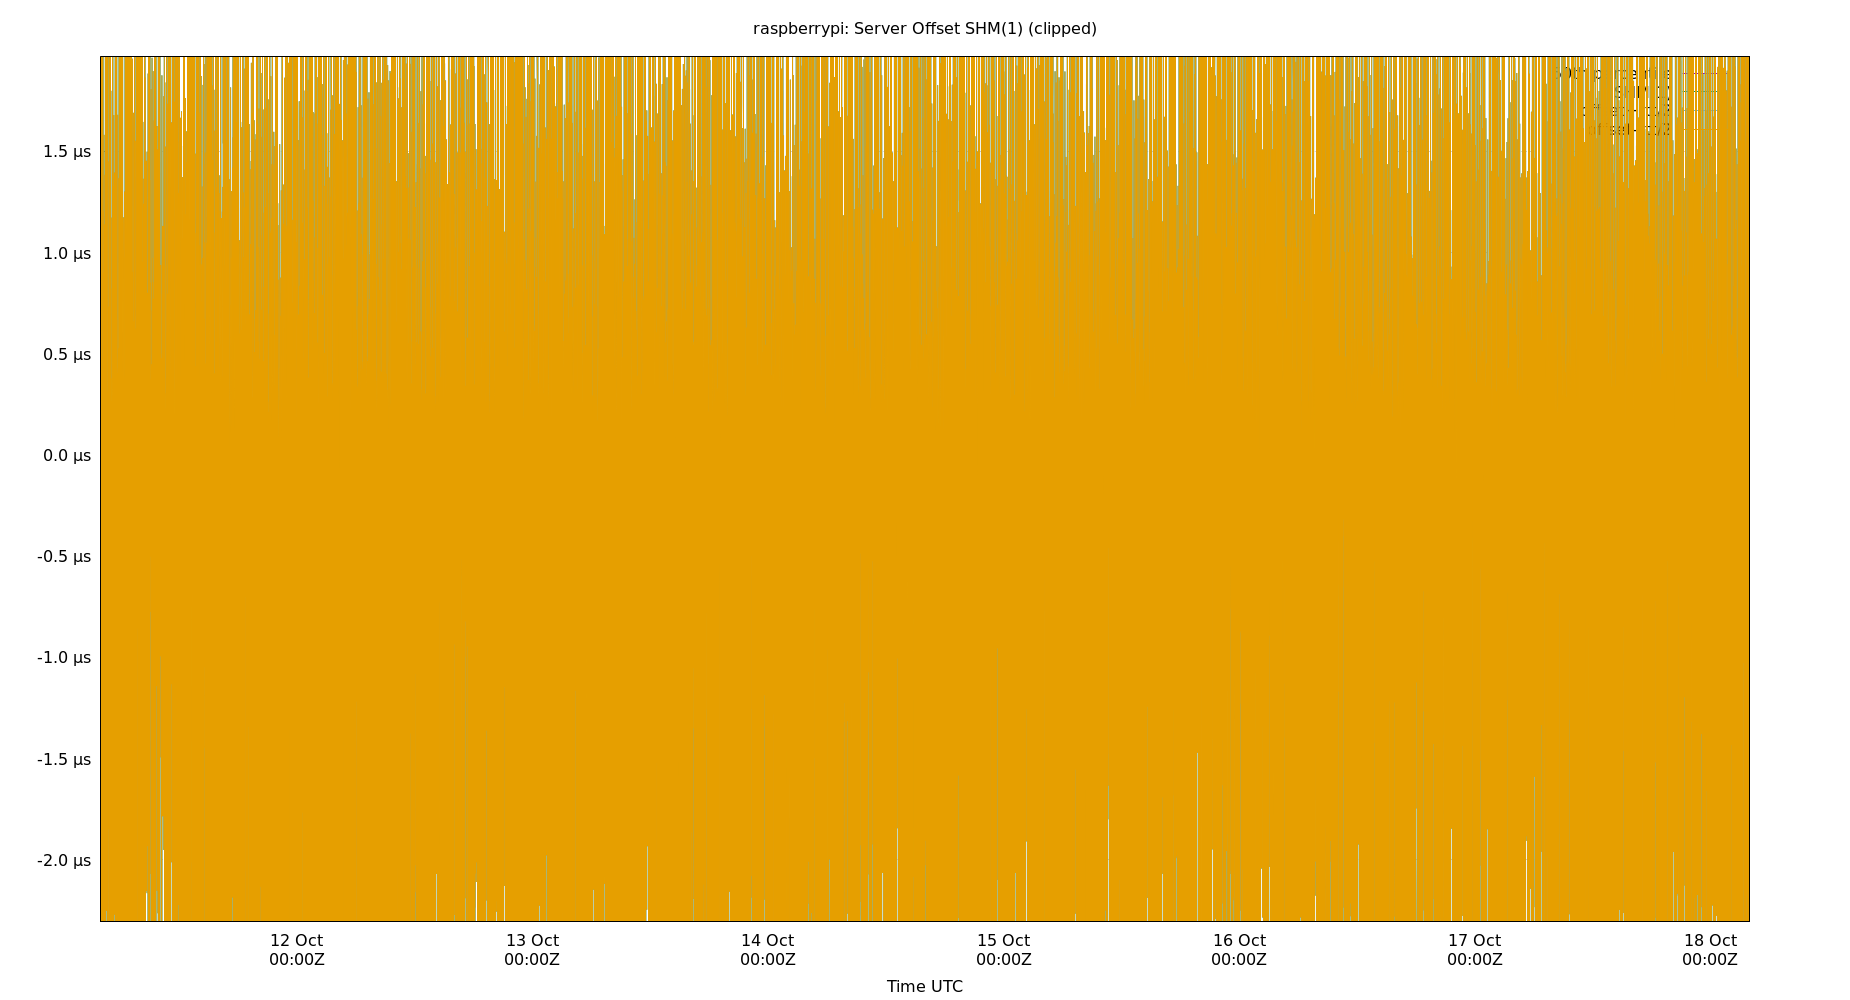 raspberrypi: Server Offset SHM(1) (clipped)
1.5 µs
1.0 µs
0.5 µs
0.0 µs
-0.5 µs
-1.0 µs
-1.5 µs
-2.0 µs
12 Oct 13 Oct 14 Oct 15 Oct 16 Oct 17 Oct 18 Oct
00:00Z 00:00Z 00:00Z 00:00Z 00:00Z 00:00Z 00:00Z
Time UTC